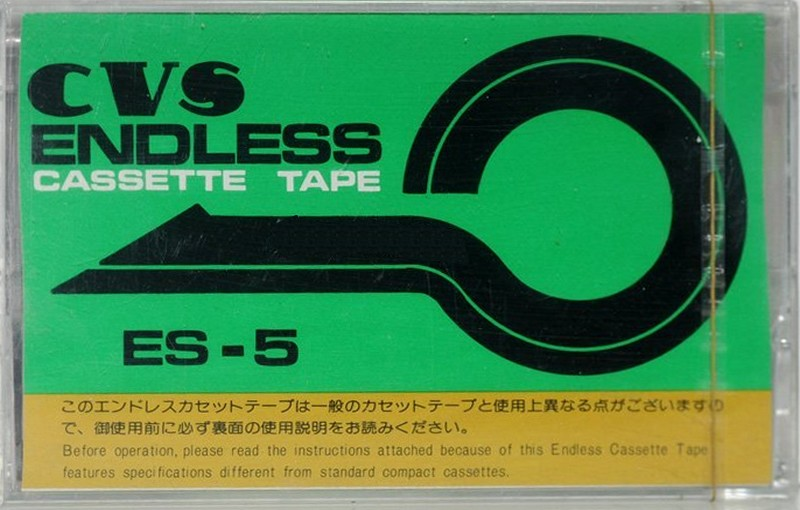 CVS
ENDLESS
CASSETTE TAPE
ES-5
このエンドレスカセットテープは一般のカセットテープと使用上異なる点がございますの
で、御使用前に必ず裏面の使用説明をお読みください。
Before operation, please read the instructions attached because of this Endless Cassette Tape
features specifications different from standard compact cassettes.